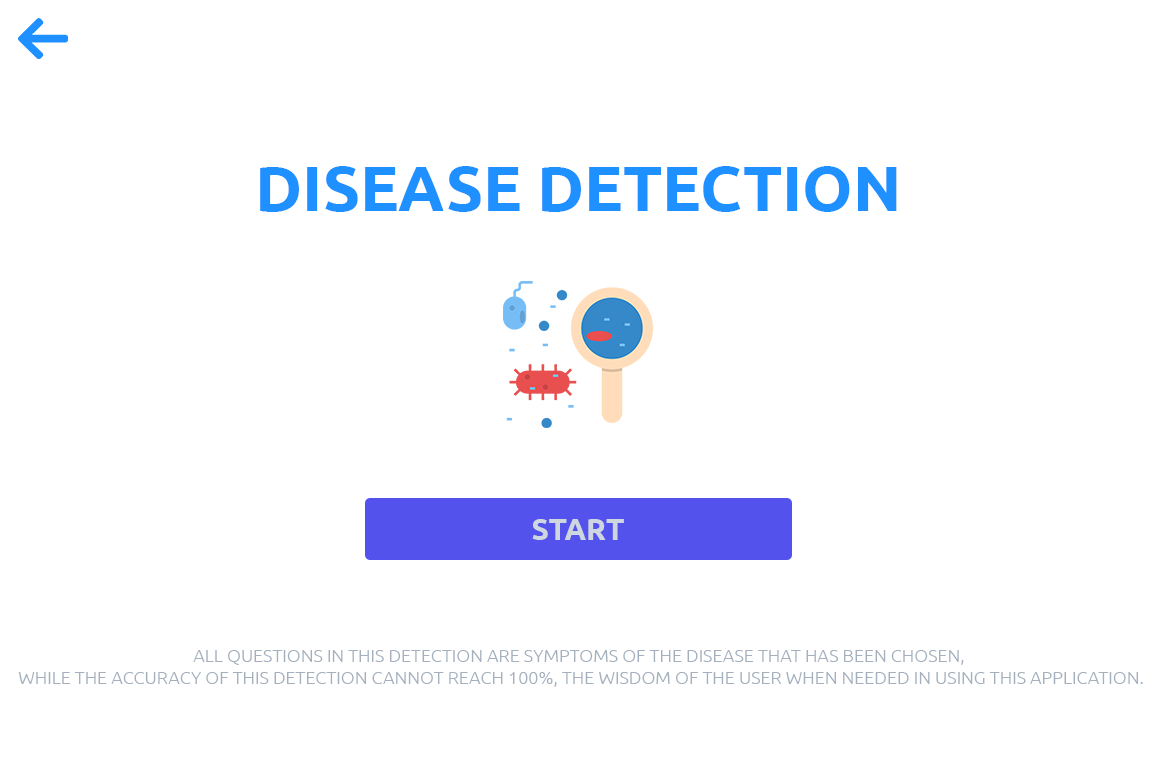 DISEASE DETECTION
START
ALL QUESTIONS IN THIS DETECTION ARE SYMPTOMS OF THE DISEASE THAT HAS BEEN CHOSEN,
WHILE THE ACCURACY OF THIS DETECTION CANNOT REACH 100%, THE WISDOM OF THE USER WHEN NEEDED IN USING THIS APPLICATION.